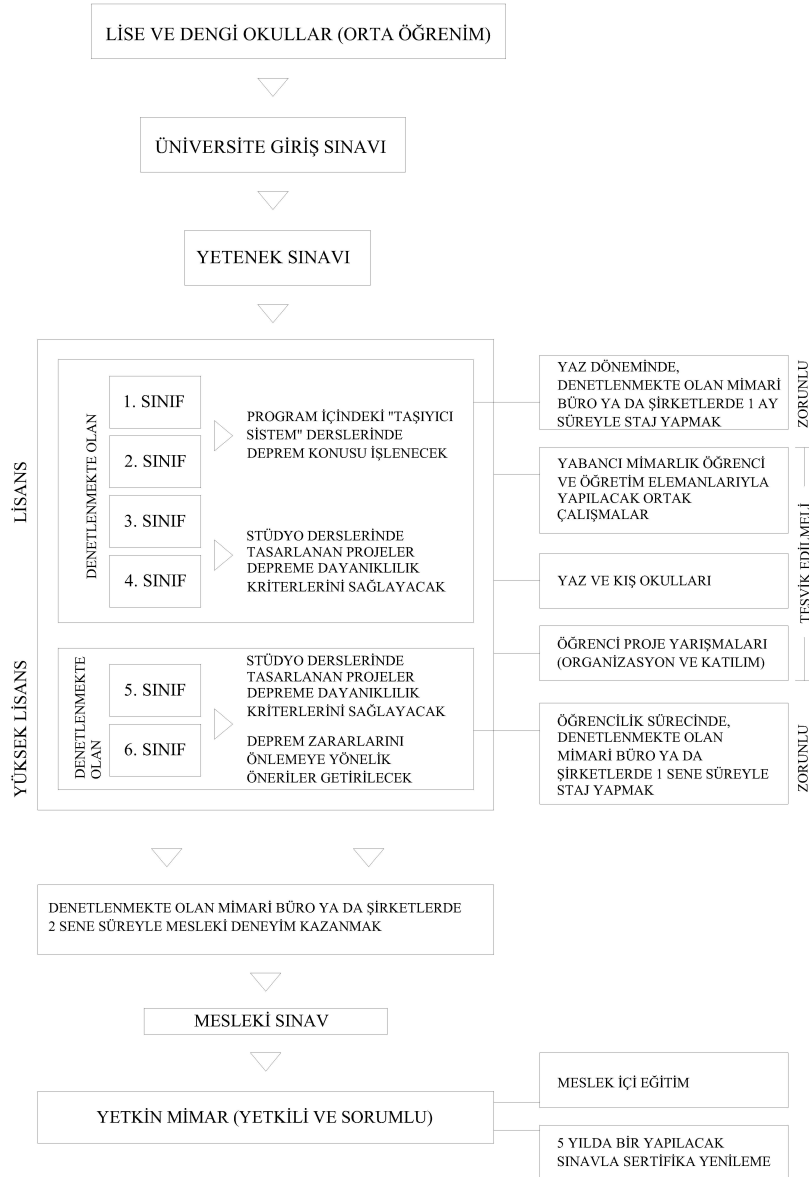 LİSE VE DENGİ OKULLAR (ORTA ÖĞRENİM)
ÜNİVERSİTE GİRİŞ SINAVI
YETENEK SINAVI
LİSANS
DENETLENMEKTE OLAN
1. SINIF
2. SINIF
PROGRAM İÇİNDEKİ "TAŞIYICI
SİSTEM" DERSLERİNDE
DEPREM KONUSU İŞLENECEK
3. SINIF
4. SINIF
STÜDYO DERSLERİNDE
TASARLANAN PROJELER
DEPREME DAYANIKLILIK
KRİTERLERİNİ SAĞLAYACAK
YÜKSEK LİSANS
DENETLENMEKTE
OLAN
5. SINIF
6. SINIF
STÜDYO DERSLERİNDE
TASARLANAN PROJELER
DEPREME DAYANIKLILIK
KRİTERLERİNİ SAĞLAYACAK
DEPREM ZARARLARINI
ÖNLEMEYE YÖNELİK
ÖNERİLER GETİRİLECEK
YAZ DÖNEMİNDE,
DENETLENMEKTE OLAN MİMARİ
BÜRO YA DA ŞİRKETLERDE 1 AY
SÜREYLE STAJ YAPMAK
ZORUNLU
YABANCI MİMARLIK ÖĞRENCİ
VE ÖĞRETİM ELEMANLARIYLA
YAPILACAK ORTAK
ÇALIŞMALAR
YAZ VE KIŞ OKULLARI
ÖĞRENCİ PROJE YARIŞMALARI
(ORGANİZASYON VE KATILIM)
TEŞVİK EDİLMELİ
ÖĞRENCİLİK SÜRECİNDE,
DENETLENMEKTE OLAN
MİMARİ BÜRO YA DA
ŞİRKETLERDE 1 SENE SÜREYLE
STAJ YAPMAK
ZORUNLU
DENETLENMEKTE OLAN MİMARİ BÜRO YA DA ŞİRKETLERDE
2 SENE SÜREYLE MESLEKİ DENEYİM KAZANMAK
MESLEKİ SINAV
YETKİN MİMAR (YETKİLİ VE SORUMLU)
MESLEK İÇİ EĞİTİM
5 YILDA BİR YAPILACAK
SINAVLA SERTİFİKA YENİLEME